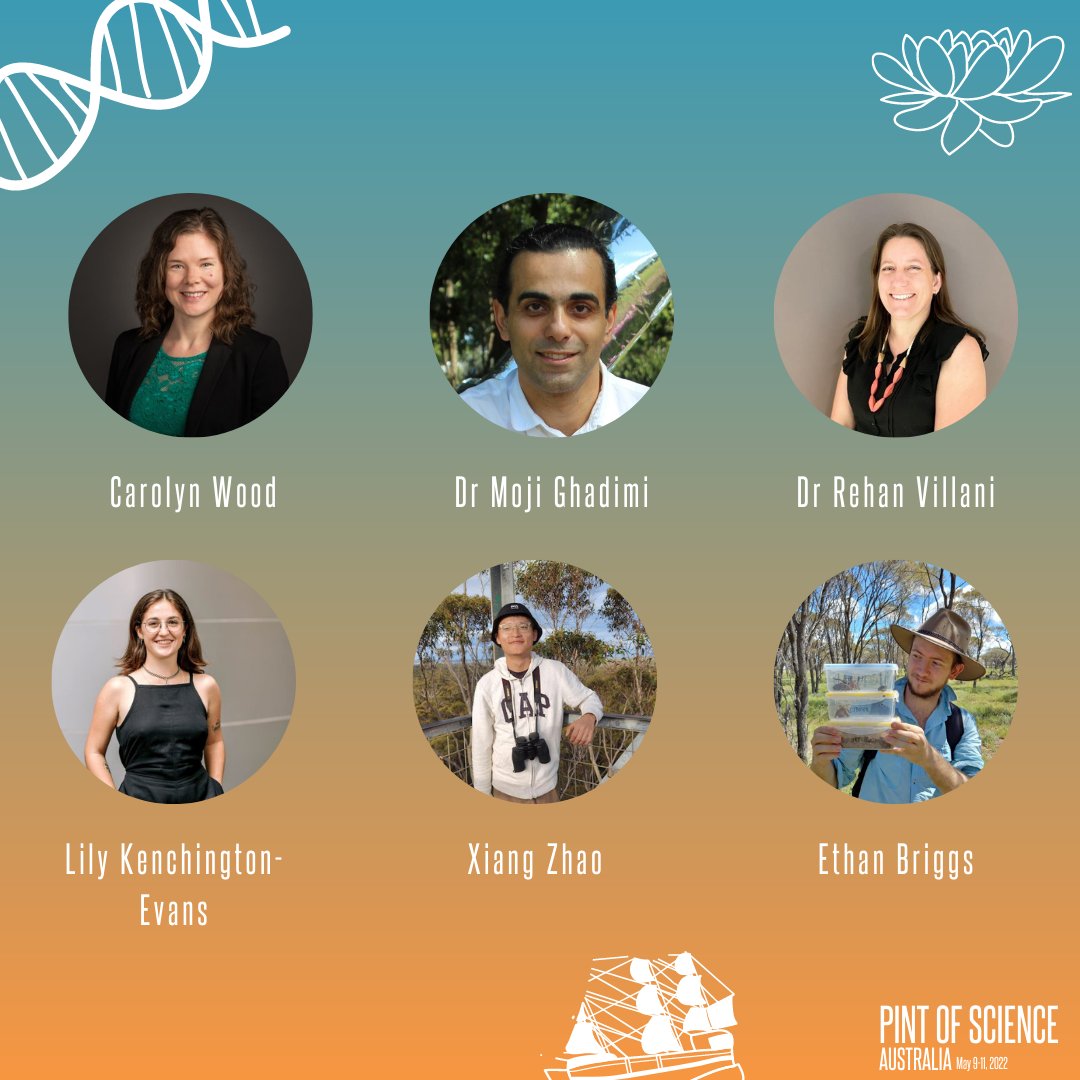 Carolyn Wood
Dr Moji Ghadimi
Dr Rehan Villani
GAP
Lily Kenchington-
Evans
Xiang Zhao
Ethan Briggs
PINT OF SCIENCE
AUSTRALIA May 9-11, 2022